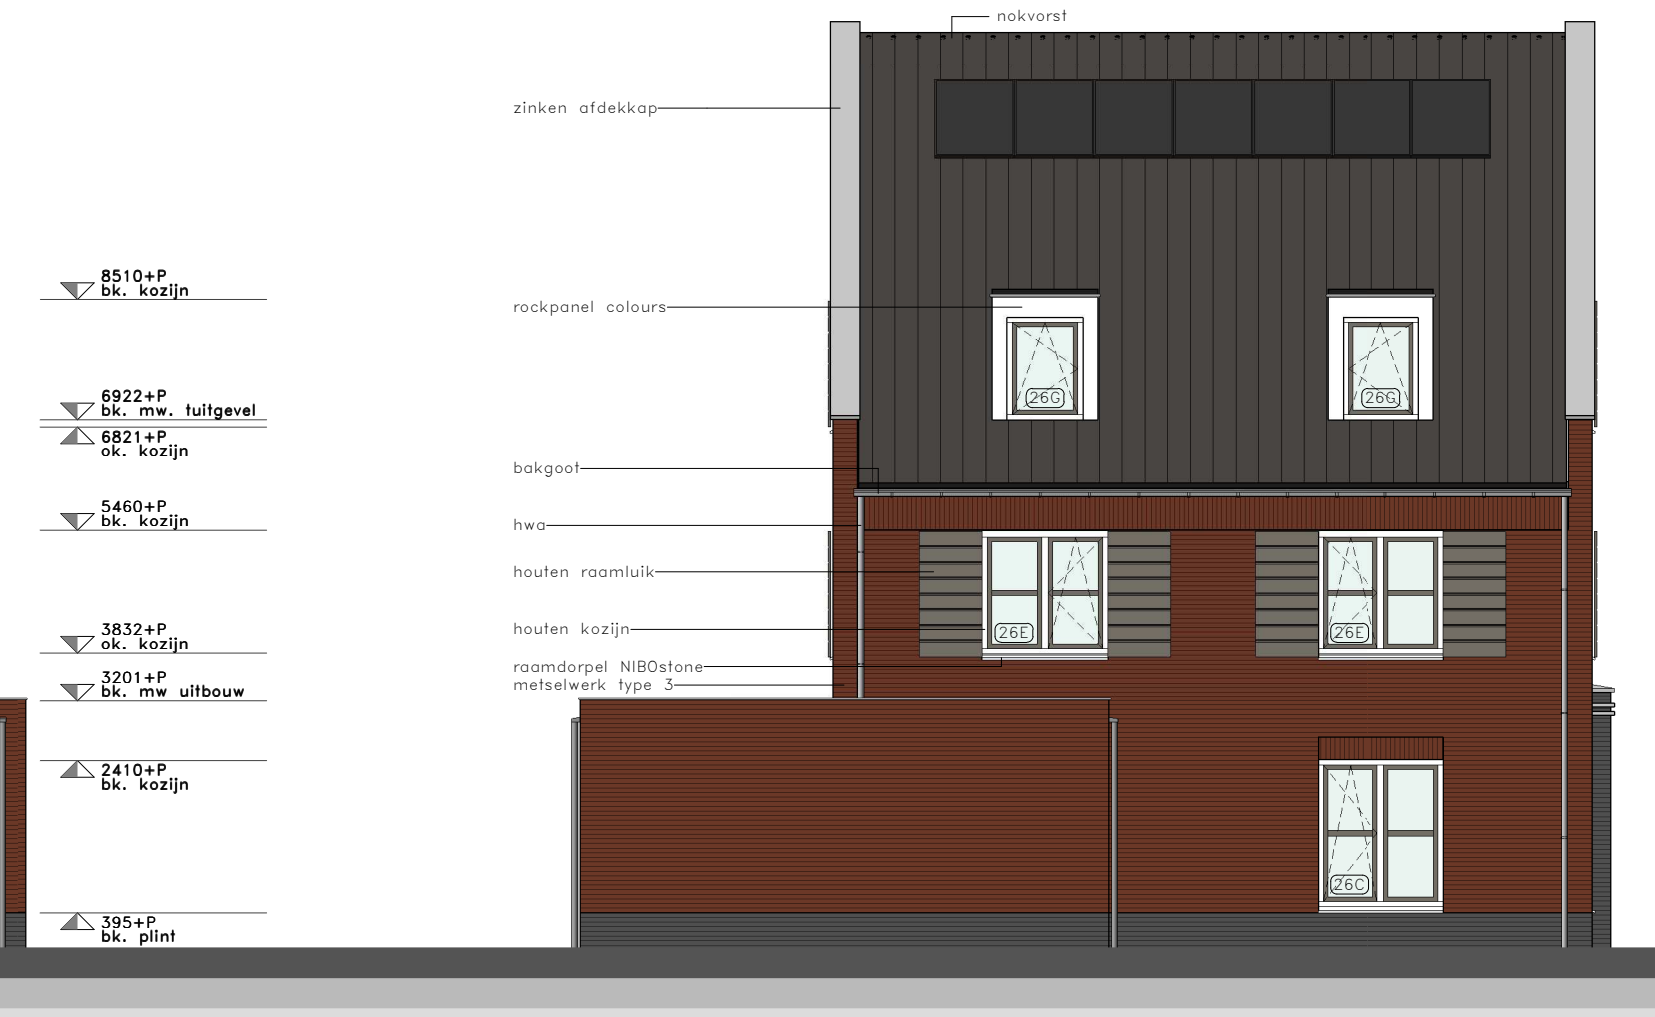 nokvorst
zinken afdekkap
8510+P
bk. kozijn
rockpanel colours
26G
26G
6922+P
bk. mw. tuitgevel
6821+P
ok. kozijn
bakgoot
5460+P
bk. kozijn
hwa
houten raamluik
houten kozijn
26E
26E
3832+P
ok. kozijn
raamdorpel NIBOstone
metselwerk type 3
3201+P
bk. mw uitbouw
2410+P
bk. kozijn
26C
395+P
bk. plint